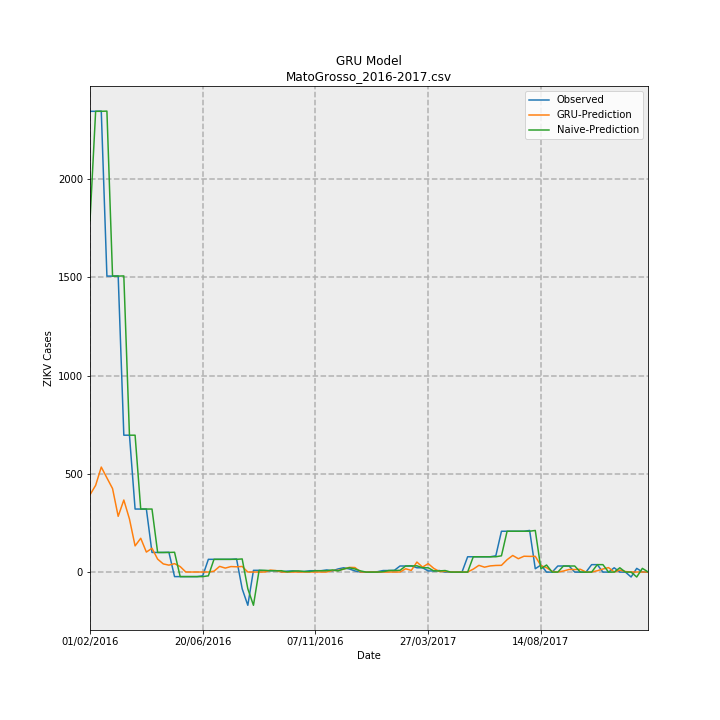 GRU Model
MatoGrosso_2016-2017.csv
Observed
GRU-Prediction
Naive-Prediction
2000
1500
1000
500
0
ZIKV Cases
01/02/2016
20/06/2016
07/11/2016
27/03/2017
14/08/2017
Date